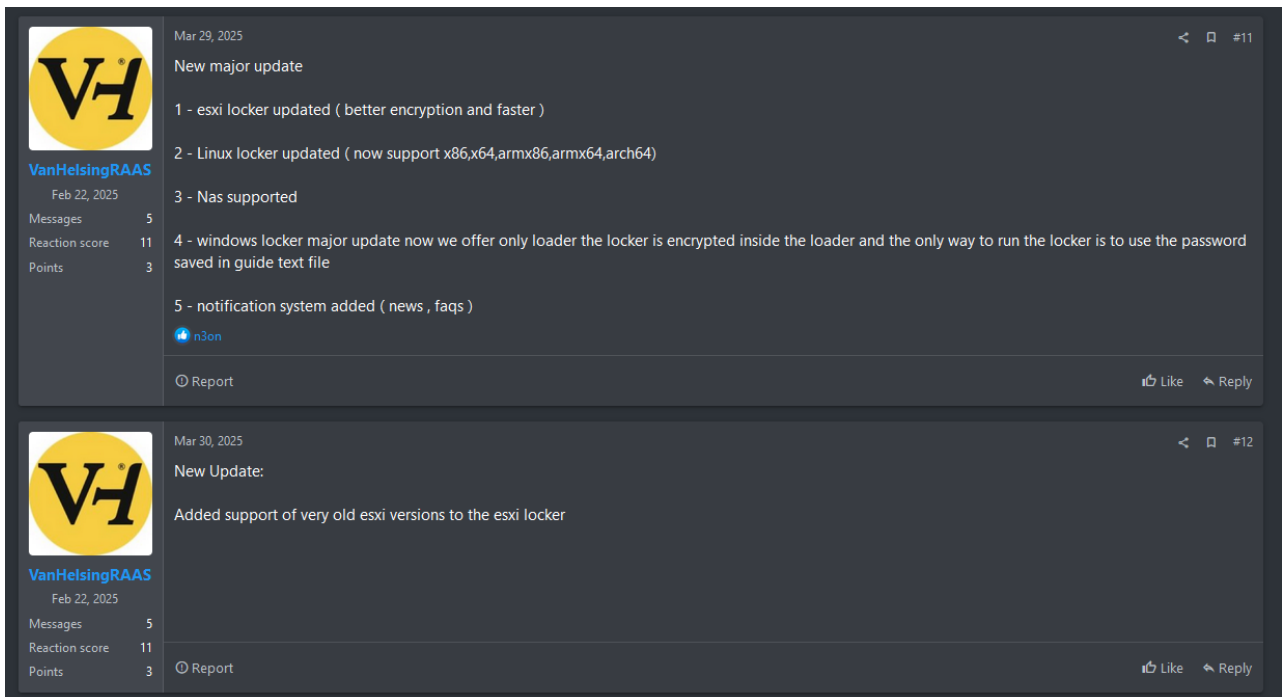 Mar 29, 2025
#11
VH®
New major update
1 - esxi locker updated ( better encryption and faster )
2 - Linux locker updated ( now support x86,x64,armx86,armx64,arch64)
VanHelsingRAAS
Feb 22, 2025
3 - Nas supported
Messages 5
Reaction score 11
Points 3
4 - windows locker major update now we offer only loader the locker is encrypted inside the loader and the only way to run the locker is to use the password
saved in guide text file
5 - notification system added ( news , faqs )
n3on
Report
Like
Reply
Mar 30, 2025
#12
VH®
New Update:
Added support of very old esxi versions to the esxi locker
VanHelsingRAAS
Feb 22, 2025
Messages 5
Reaction score 11
Points 3
Report
Like
Reply